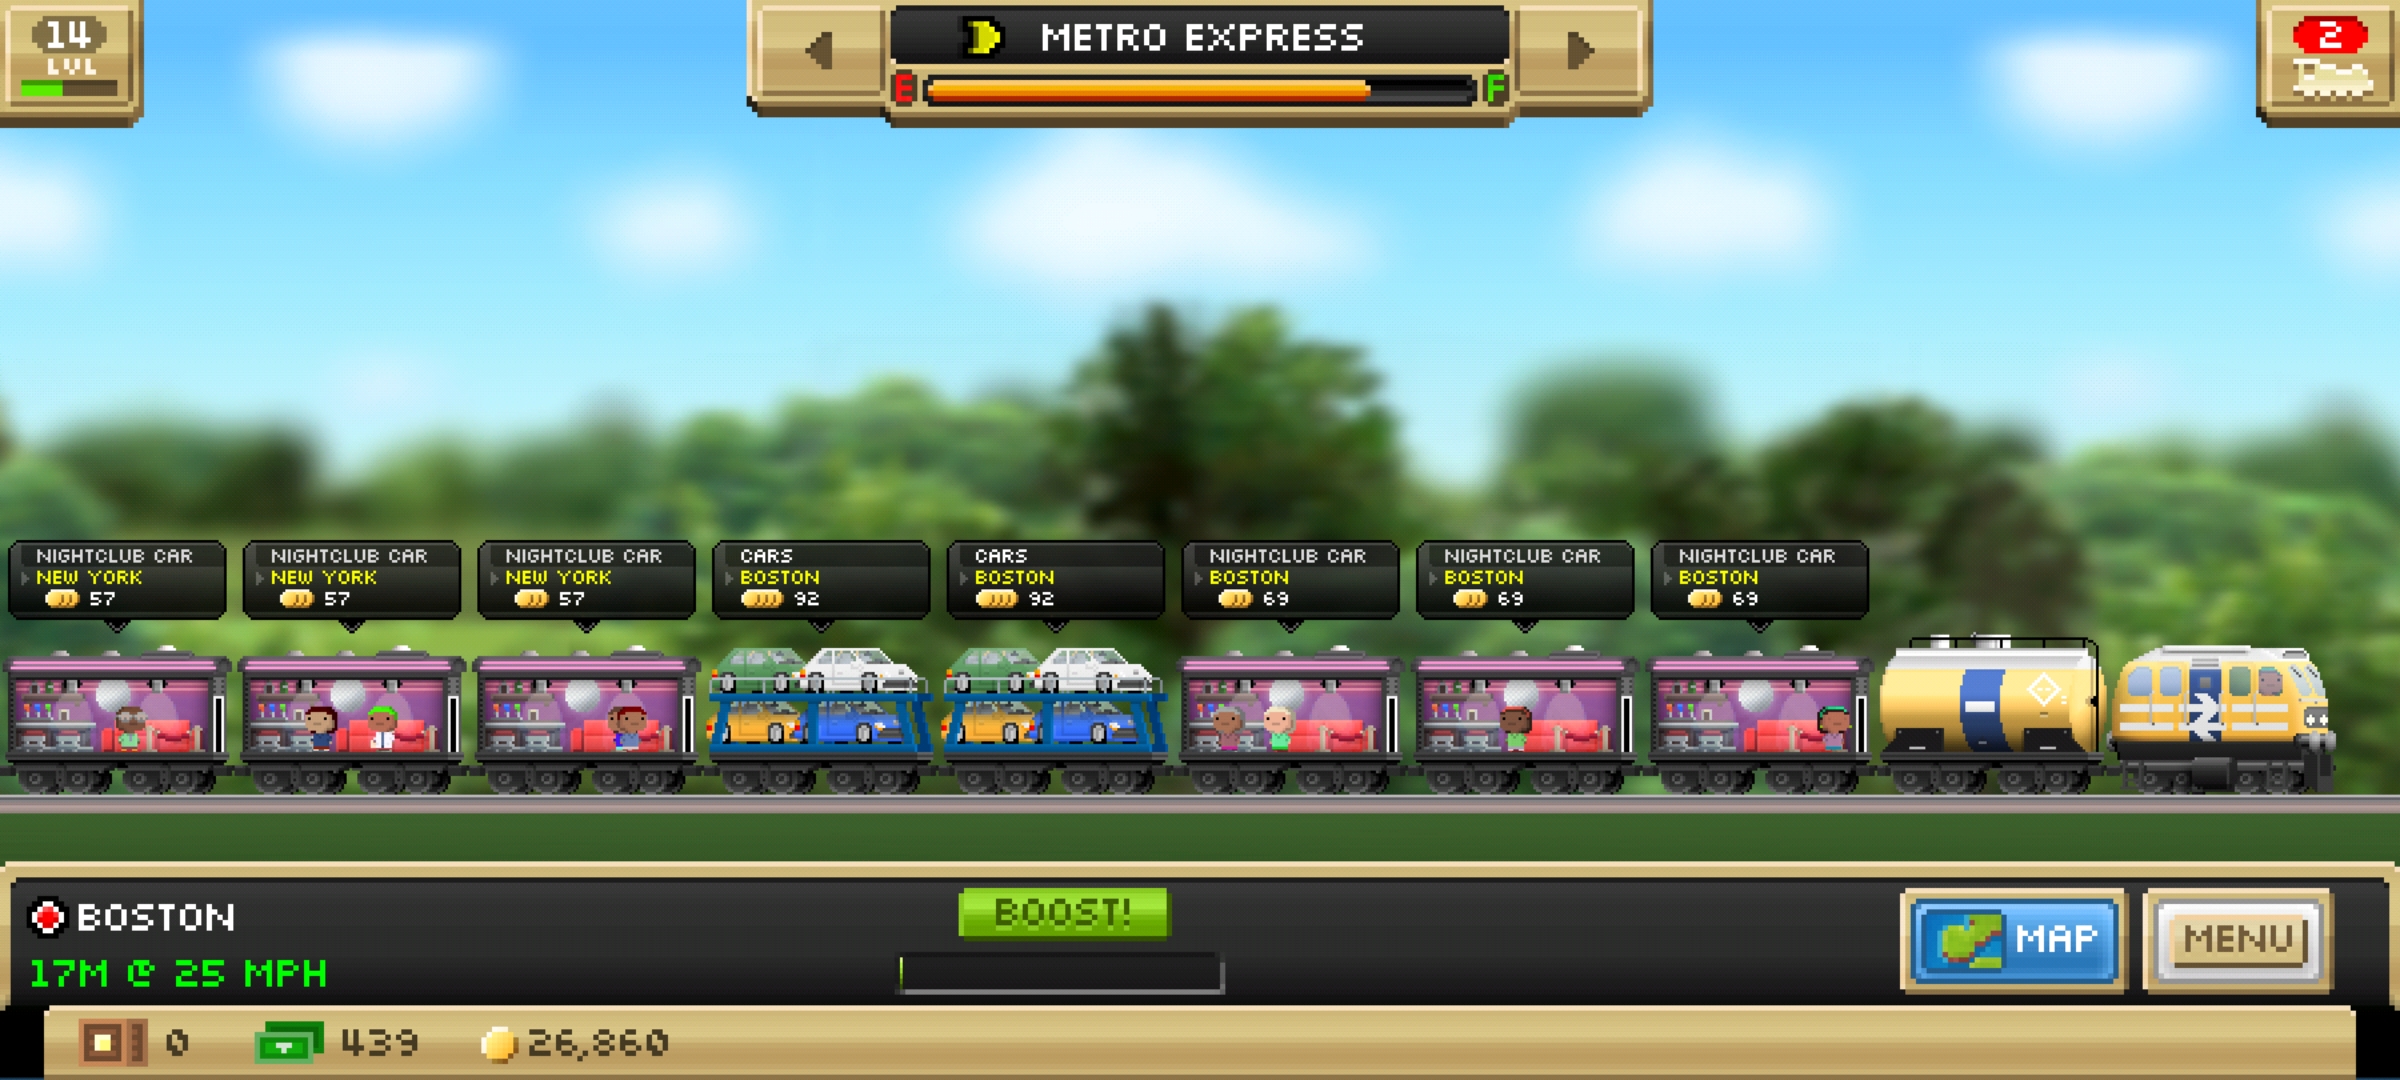 14
LVL
METRO EXPRESS
E F
2
NIGHTCLUB CAR
NEW YORK
57
NIGHTCLUB CAR
NEW YORK
57
NIGHTCLUB CAR
NEW YORK
57
CARS
BOSTON
92
CARS
BOSTON
92
NIGHTCLUB CAR
BOSTON
69
NIGHTCLUB CAR
BOSTON
69
NIGHTCLUB CAR
BOSTON
69
BOSTON
17M @ 25 MPH
BOOST!
MAP
MENU
0
439
26,860